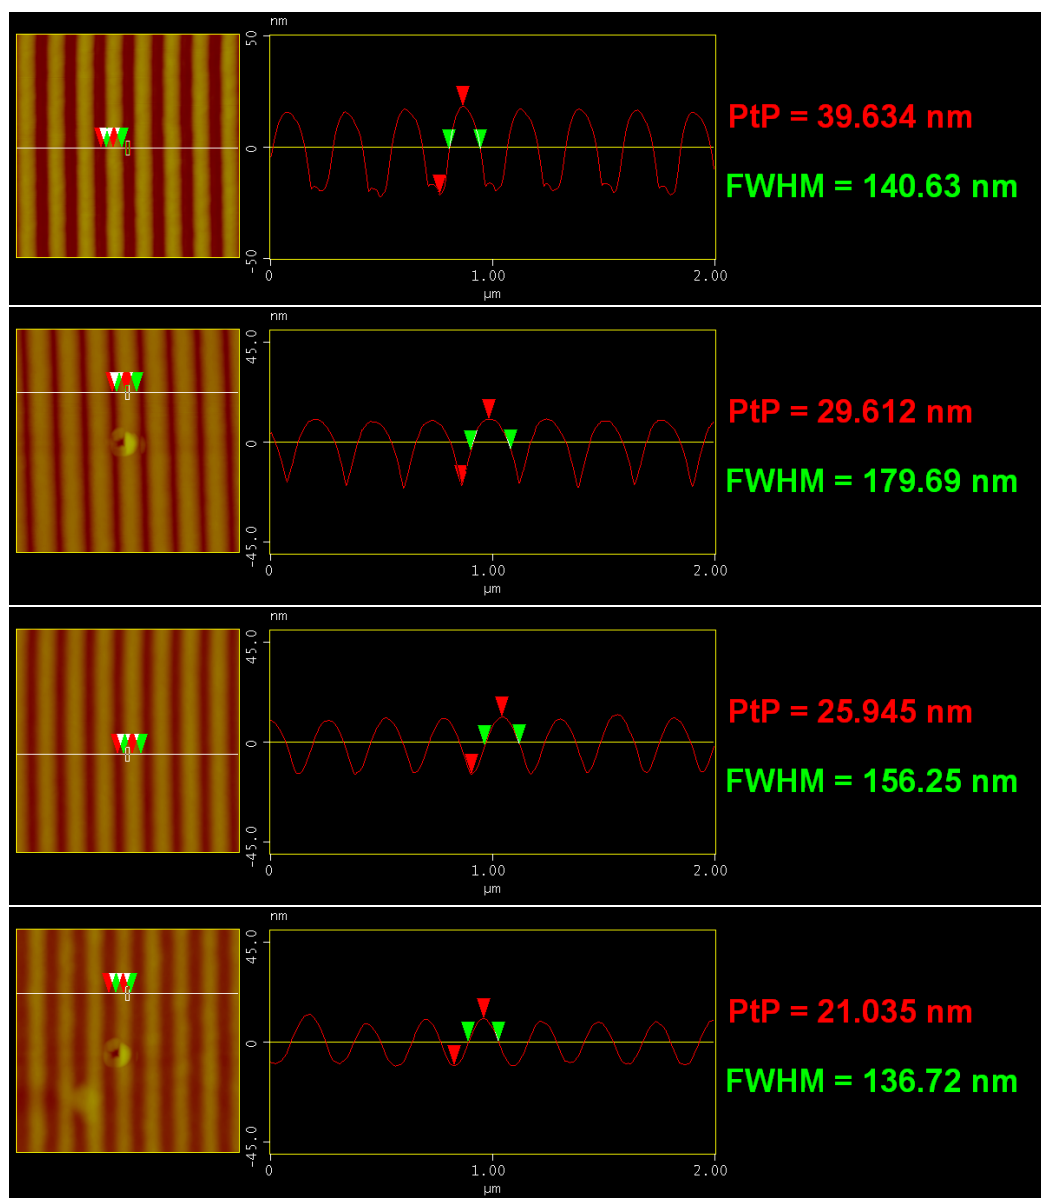 nm
50
0
-50
0
1.00
2.00
µm
PtP = 39.634 nm
FWHM = 140.63 nm
nm
45.0
0
-45.0
0
1.00
2.00
µm
PtP = 29.612 nm
FWHM = 179.69 nm
nm
45.0
0
-45.0
0
1.00
2.00
µm
PtP = 25.945 nm
FWHM = 156.25 nm
nm
45.0
0
-45.0
0
1.00
2.00
µm
PtP = 21.035 nm
FWHM = 136.72 nm